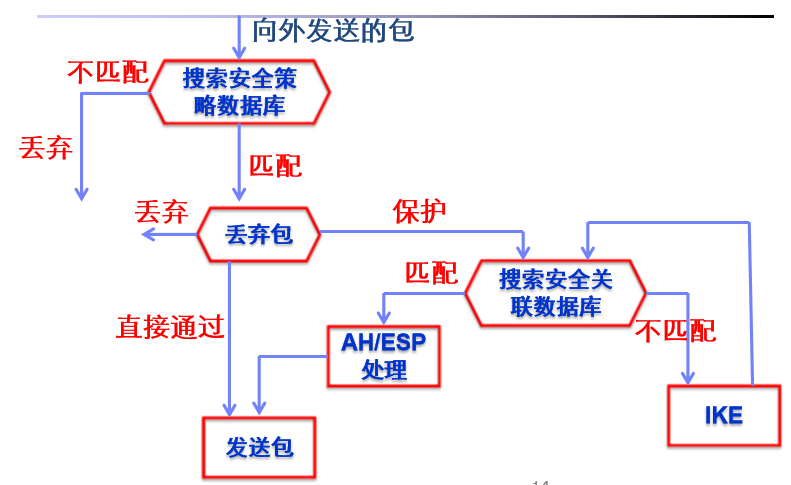 向外发送的包
不匹配
搜索安全策
略数据库
丢弃
匹配
丢弃
保护
丢弃包
匹配
搜索安全关
联数据库
直接通过
不匹配
AH/ESP
处理
IKE
发送包
14